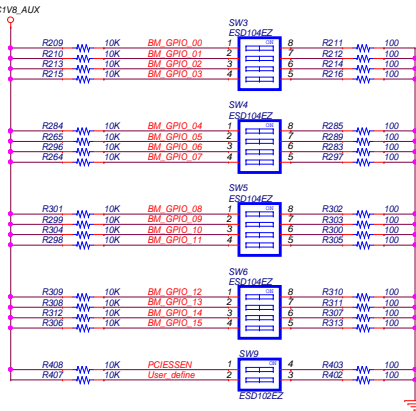 1V8_AUX
SW3
ESD104EZ
R209 10K BM_GPIO_00 1 ON 8 R211 100
R210 10K BM_GPIO_01 2 7 R212 100
R213 10K BM_GPIO_02 3 6 R214 100
R215 10K BM_GPIO_03 4 5 R216 100
SW4
ESD104EZ
R284 10K BM_GPIO_04 1 ON 8 R285 100
R265 10K BM_GPIO_05 2 7 R289 100
R296 10K BM_GPIO_06 3 6 R283 100
R264 10K BM_GPIO_07 4 5 R297 100
SW5
ESD104EZ
R301 10K BM_GPIO_08 1 ON 8 R302 100
R299 10K BM_GPIO_09 2 7 R303 100
R304 10K BM_GPIO_10 3 6 R300 100
R298 10K BM_GPIO_11 4 5 R305 100
SW6
ESD104EZ
R309 10K BM_GPIO_12 1 ON 8 R310 100
R308 10K BM_GPIO_13 2 7 R311 100
R312 10K BM_GPIO_14 3 6 R307 100
R306 10K BM_GPIO_15 4 5 R313 100
SW9
R408 10K PCIESSEN 1 ON 4 R403 100
R407 10K User_define 2 3 R402 100
ESD102EZ